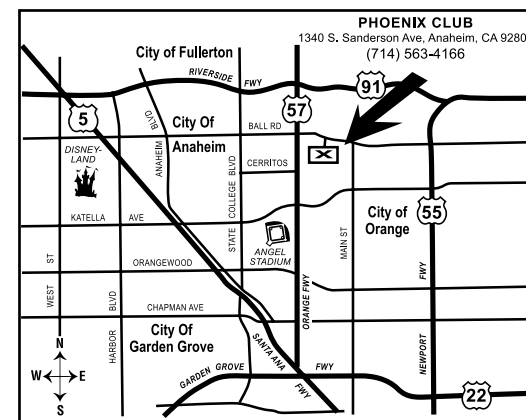 PHOENIX CLUB
1340 S. Sanderson Ave, Anaheim, CA 9280
(714) 563-4166
City of Fullerton
RIVERSIDE FWY
91
5
57
BLVD
City Of
Anaheim
BALL RD
X
DISNEY-
LAND
ANAHEIM
CERRITOS
STATE COLLEGE BLVD
KATELLA AVE
City of
Orange
55
ANGEL
STADIUM
MAIN ST
WEST ST
ORANGEWOOD
ORANGE FWY
NEWPORT FWY
HARBOR BLVD
CHAPMAN AVE
City Of
Garden Grove
SANTA ANA FWY
GARDEN GROVE FWY
22
N
W E
S